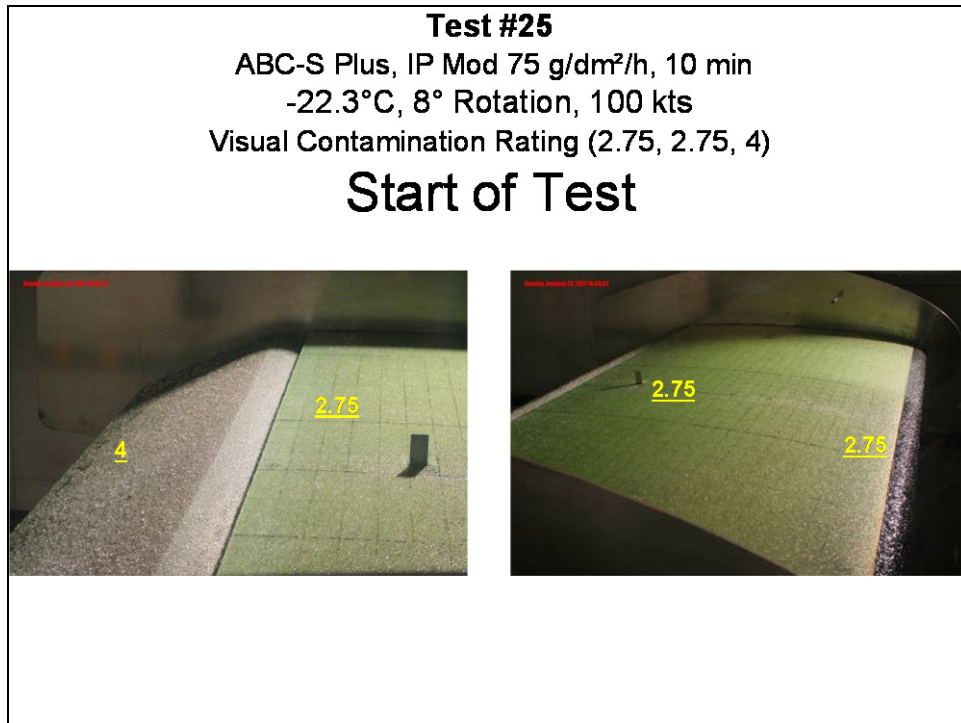 Test #25
ABC-S Plus, IP Mod 75 g/dm²/h, 10 min
-22.3°C, 8° Rotation, 100 kts
Visual Contamination Rating (2.75, 2.75, 4)
Start of Test
4
2.75
2.75
2.75